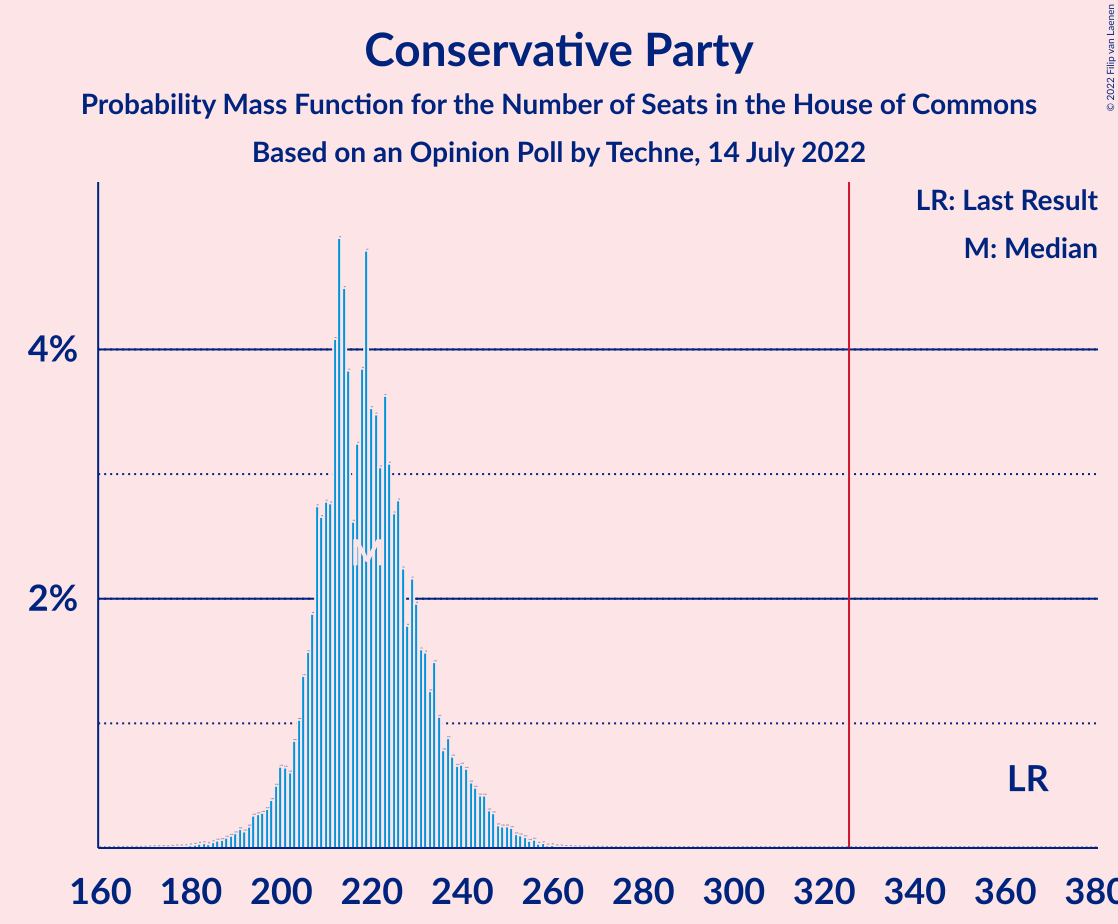 © 2022 Filip van Laenen
Conservative Party
Probability Mass Function for the Number of Seats in the House of Commons
Based on an Opinion Poll by Techne, 14 July 2022
LR: Last Result
M: Median
4%
2%
M
LR
160 180 200 220 240 260 280 300 320 340 360 380